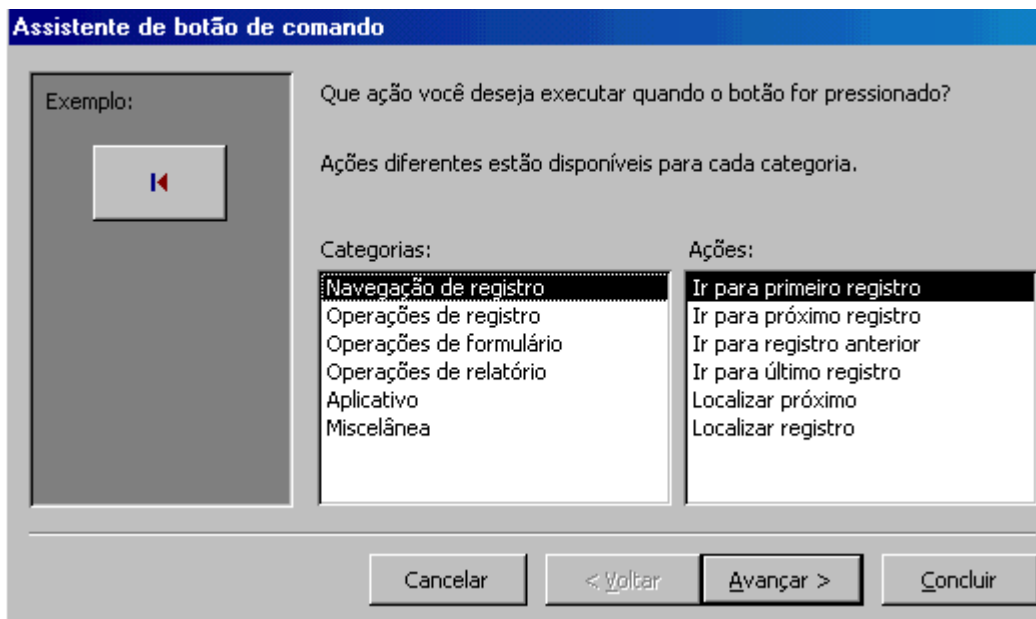 Assistente de botão de comando
Exemplo:
Que ação você deseja executar quando o botão for pressionado?
Ações diferentes estão disponíveis para cada categoria.
Categorias:
Navegação de registro
Operações de registro
Operações de formulário
Operações de relatório
Aplicativo
Miscelânea
Ações:
Ir para primeiro registro
Ir para próximo registro
Ir para registro anterior
Ir para último registro
Localizar próximo
Localizar registro
Cancelar
< Voltar
Avançar >
Concluir